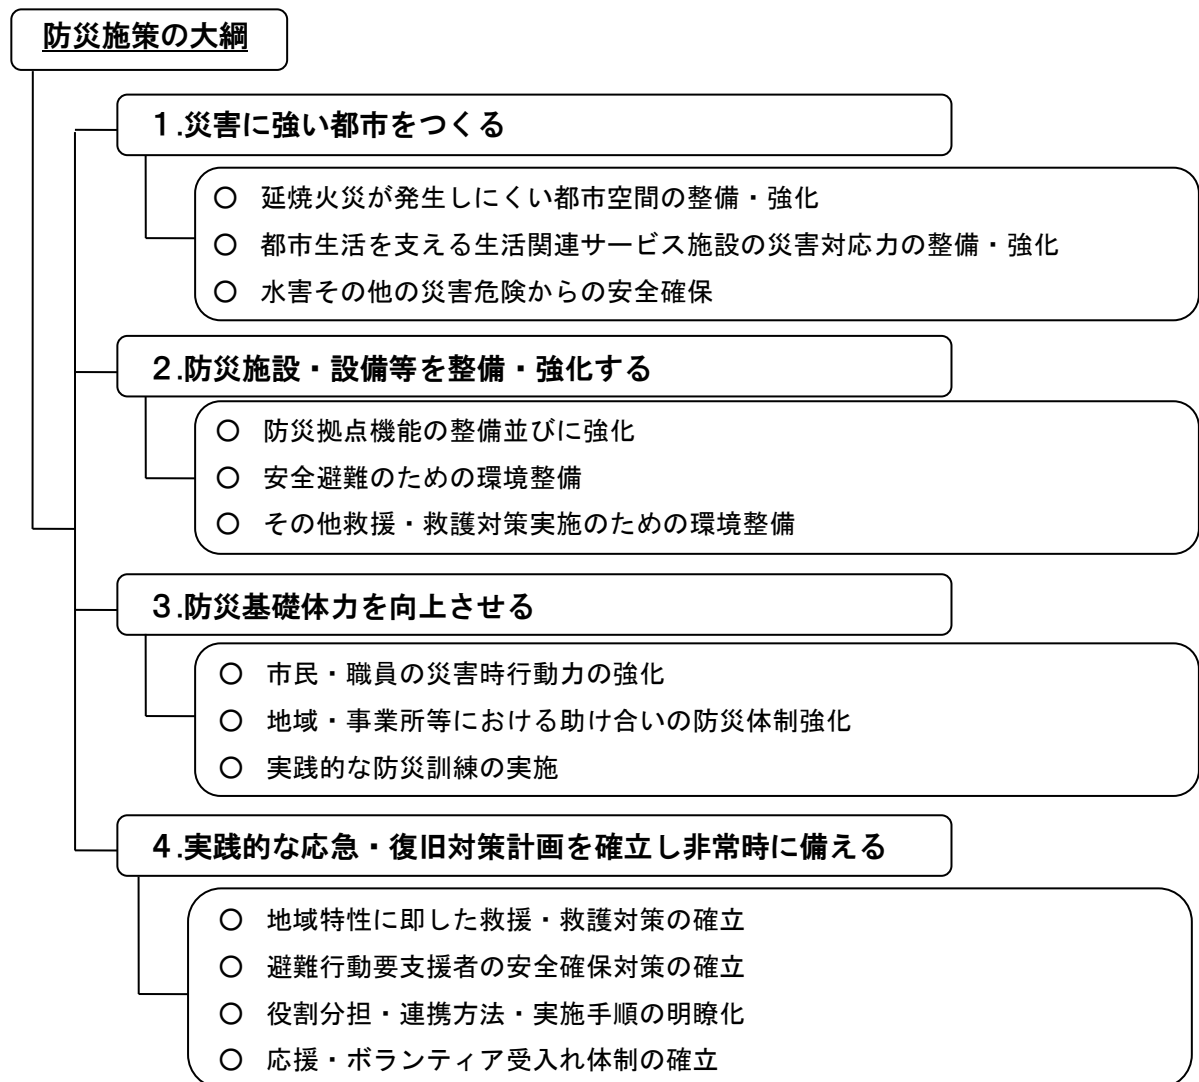 防災施策の大綱
１.災害に強い都市をつくる
○ 延焼火災が発生しにくい都市空間の整備・強化
○ 都市生活を支える生活関連サービス施設の災害対応力の整備・強化
○ 水害その他の災害危険からの安全確保
２.防災施設・設備等を整備・強化する
○ 防災拠点機能の整備並びに強化
○ 安全避難のための環境整備
○ その他救援・救護対策実施のための環境整備
３.防災基礎体力を向上させる
○ 市民・職員の災害時行動力の強化
○ 地域・事業所等における助け合いの防災体制強化
○ 実践的な防災訓練の実施
４.実践的な応急・復旧対策計画を確立し非常時に備える
○ 地域特性に即した救援・救護対策の確立
○ 避難行動要支援者の安全確保対策の確立
○ 役割分担・連携方法・実施手順の明瞭化
○ 応援・ボランティア受入れ体制の確立